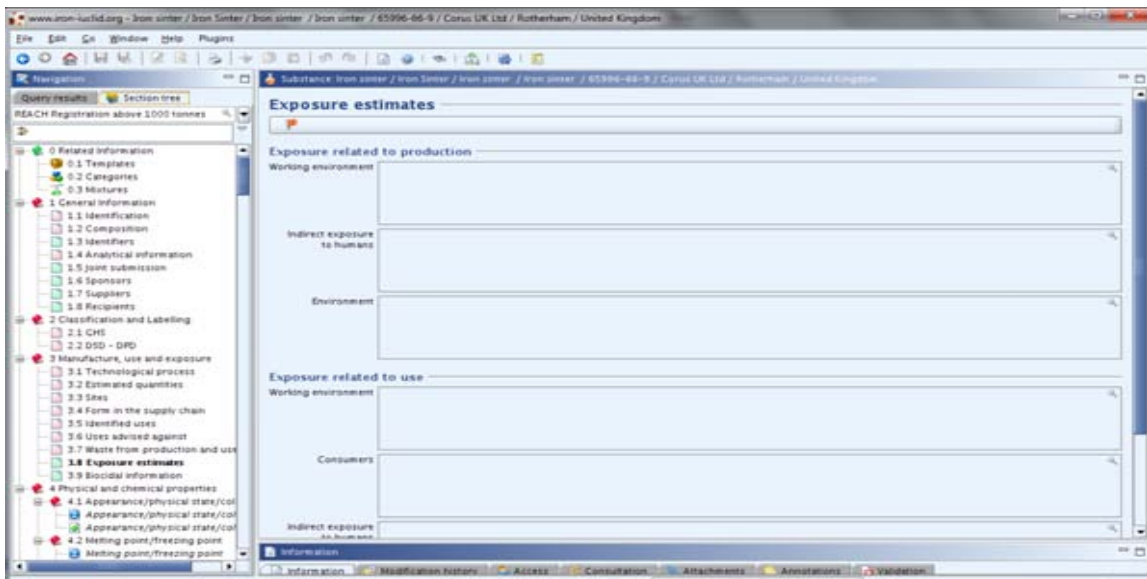 www.iron-iuclid.org - Iron sinter / Iron Sinter / Iron sinter / Iron sinter / 65996-66-9 / Corus UK Ltd / Rotherham / United Kingdom
File Edit Go Window Help Plugins
Navigation
Substance: Iron sinter / Iron Sinter / Iron sinter / Iron sinter / 65996-66-9 / Corus UK Ltd / Rotherham / United Kingdom
Query results Section tree
REACH Registration above 1000 tonnes
0 Related Information
0.1 Templates
0.2 Categories
0.3 Mixtures
1 General Information
1.1 Identification
1.2 Composition
1.3 Identifiers
1.4 Analytical information
1.5 Joint submission
1.6 Sponsors
1.7 Suppliers
1.8 Recipients
2 Classification and Labelling
2.1 GHS
2.2 DSD - DPD
3 Manufacture, use and exposure
3.1 Technological process
3.2 Estimated quantities
3.3 Sites
3.4 Form in the supply chain
3.5 Identified uses
3.6 Uses advised against
3.7 Waste from production and use
3.8 Exposure estimates
3.9 Biocidal information
4 Physical and chemical properties
4.1 Appearance/physical state/col
Appearance/physical state/col
Appearance/physical state/col
4.2 Melting point/freezing point
Melting point/freezing point
Exposure estimates
Exposure related to production
Working environment
Indirect exposure
to humans
Environment
Exposure related to use
Working environment
Consumers
Indirect exposure
to humans
Information
Information Modification history Access Consultation Attachments Annotations Validation